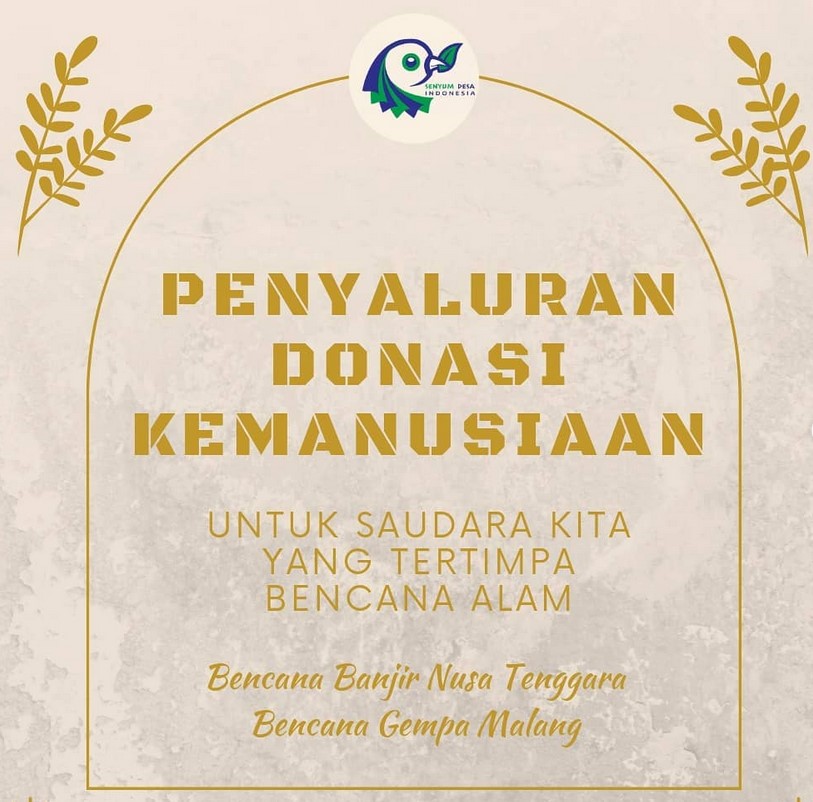 SENYUM DESA
INDONESIA
PENYALURAN
DONASI
KEMANUSIAAN
UNTUK SAUDARA KITA
YANG TERTIMPA
BENCANA ALAM
Bencana Banjir Nusa Tenggara
Bencana Gempa Malang